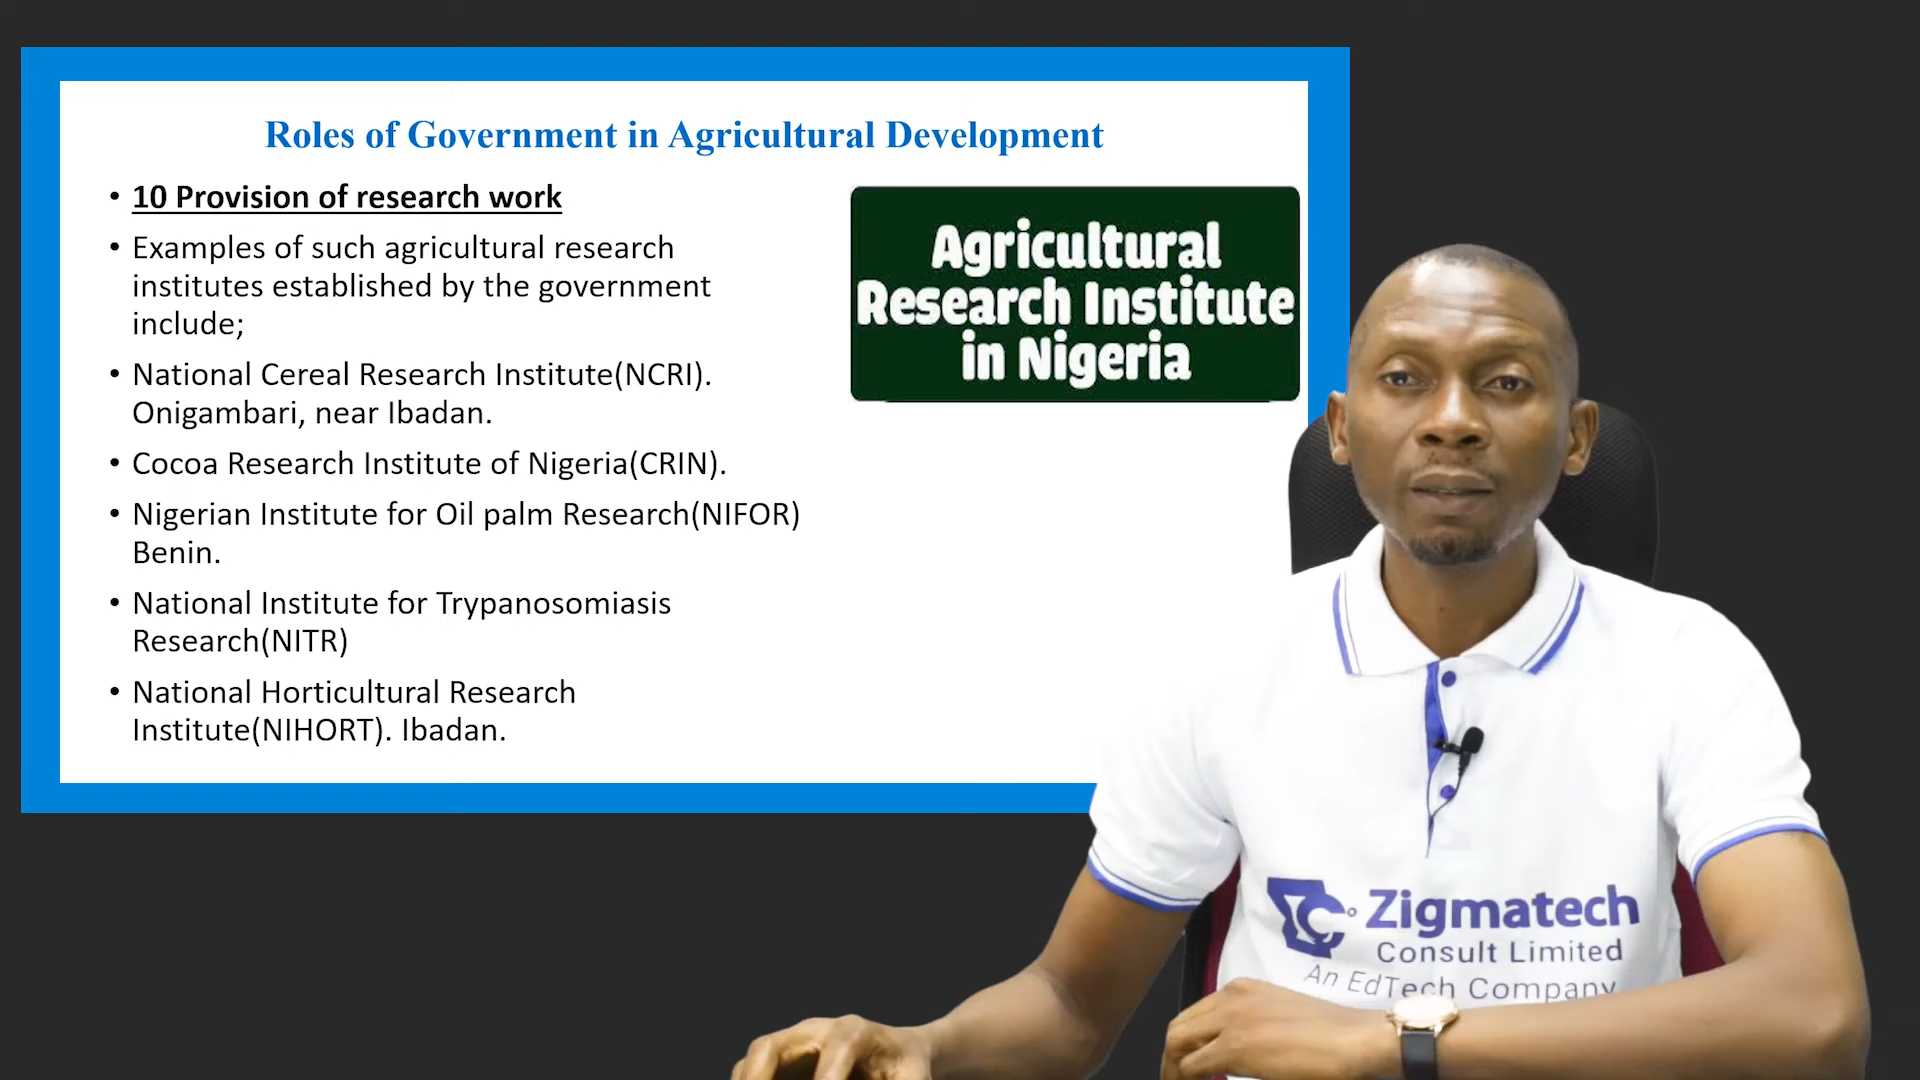 Roles of Government in Agricultural Development
• 10 Provision of research work
• Examples of such agricultural research
institutes established by the government
include;
• National Cereal Research Institute(NCRI).
Onigambari, near Ibadan.
• Cocoa Research Institute of Nigeria(CRIN).
• Nigerian Institute for Oil palm Research(NIFOR)
Benin.
• National Institute for Trypanosomiasis
Research(NITR)
• National Horticultural Research
Institute(NIHORT). Ibadan.
Agricultural
Research Institute
in Nigeria
Zigmatech
Consult Limited
An EdTech Company